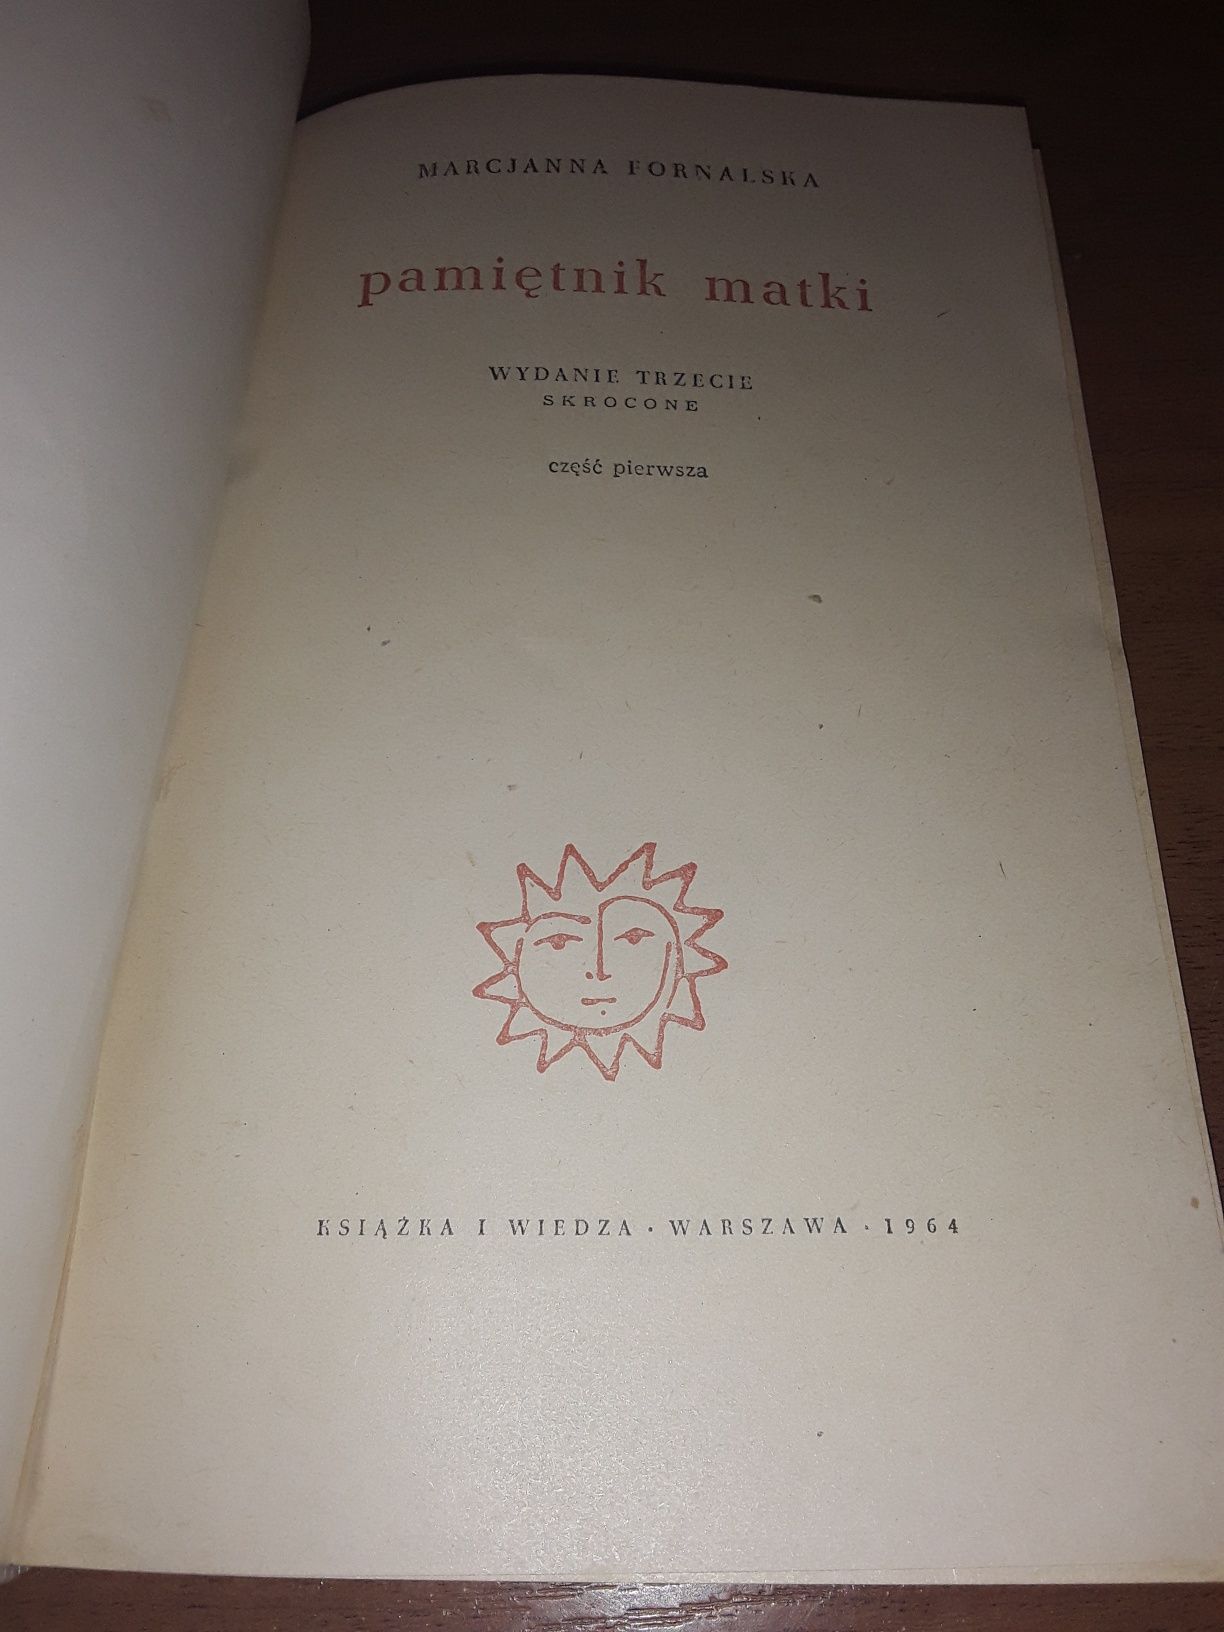 MARCJANNA FORNALSKA
pamiętnik matki
WYDANIE TRZECIE
SKROCONE
część pierwsza
KSIĄŻKA I WIEDZA · WARSZAWA · 1964